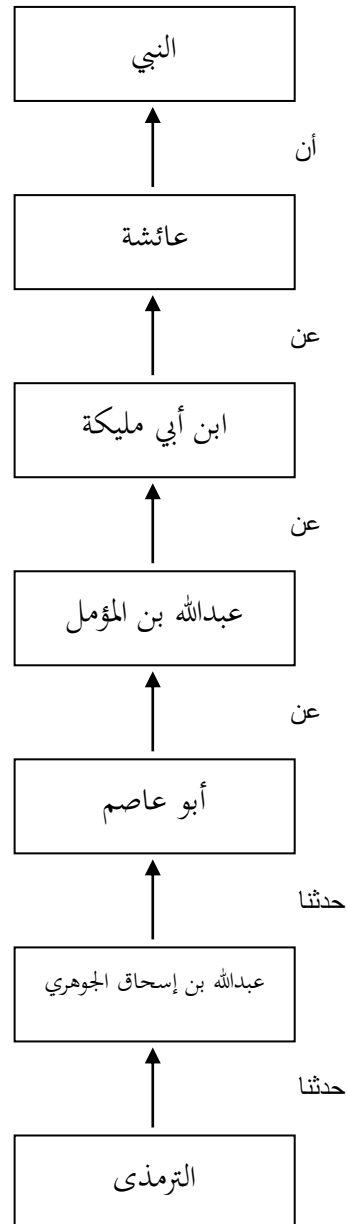 النبي
أن
عائشة
عن
ابن أبي مليكة
عن
عبدالله بن المؤمل
عن
أبو عاصم
حدثنا
عبدالله بن إسحاق الجوهري
حدثنا
الترمذى